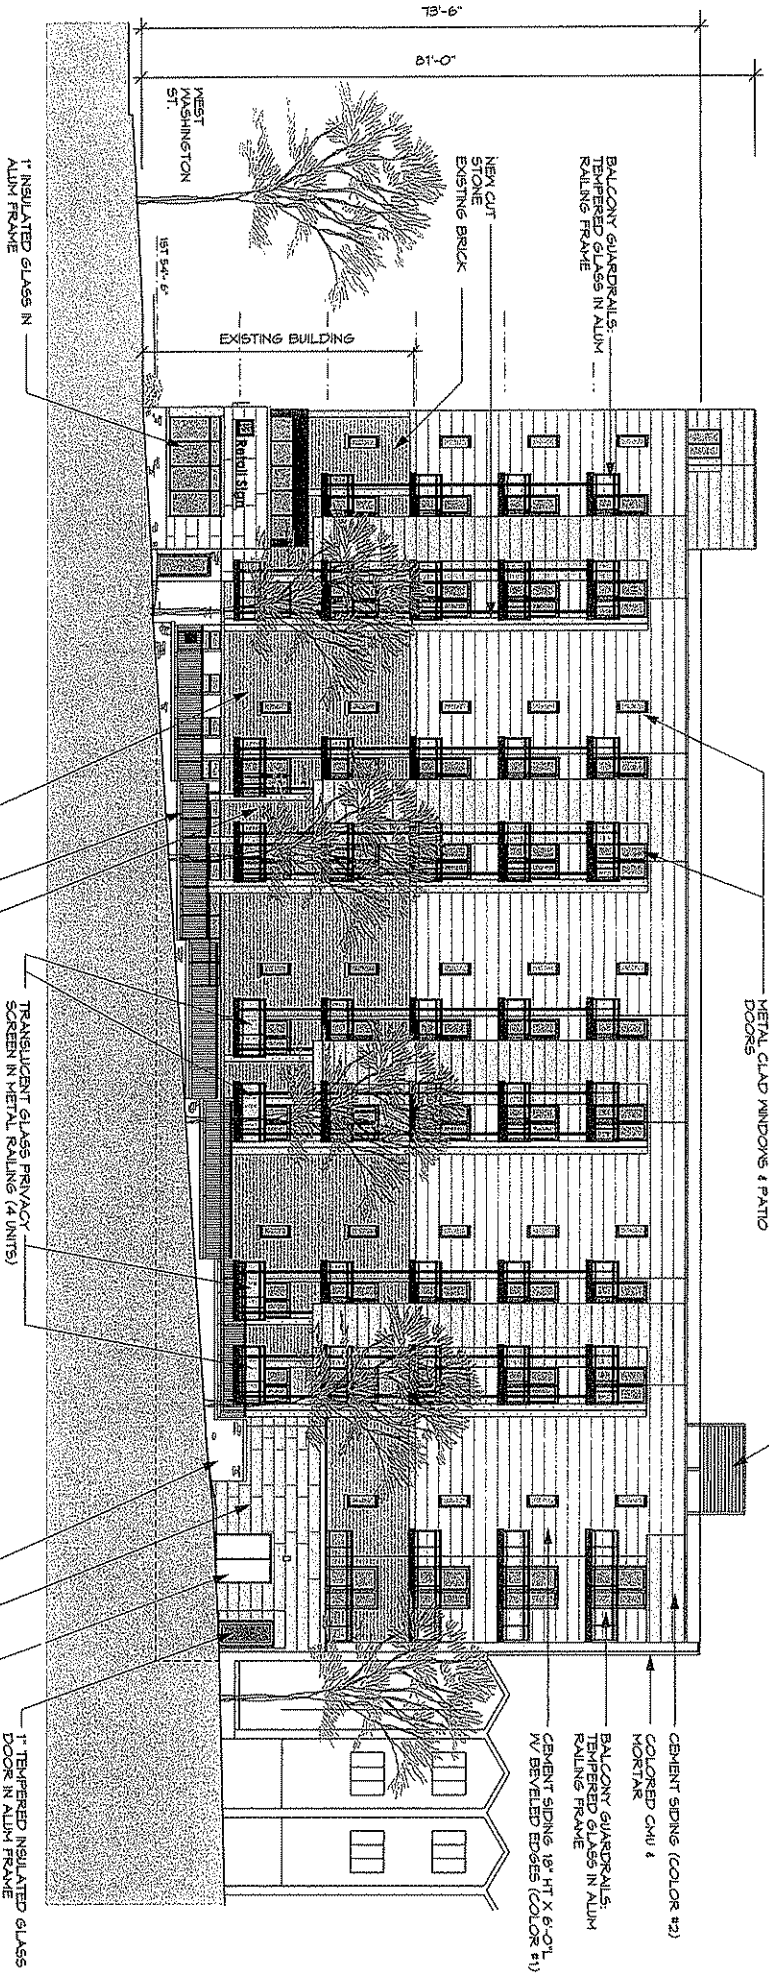 73'-6"
81'-0"
WEST
WASHINGTON
ST.
1ST 54'-6"
1" INSULATED GLASS IN
ALUM FRAME
NEW CUT
STONE
EXISTING BRICK
BALCONY GUARDRAILS:
TEMPERED GLASS IN ALUM
RAILING FRAME
EXISTING BUILDING
Retail Sign
METAL CLAD WINDOWS & PATIO
DOORS
TRANSLUCENT GLASS PRIVACY
SCREEN IN METAL RAILING (4 UNITS)
CEMENT SIDING (COLOR #2)
COLORED CMU &
MORTAR
BALCONY GUARDRAILS:
TEMPERED GLASS IN ALUM
RAILING FRAME
CEMENT SIDING 18" HT X 6'-0"L
W/ BEVELED EDGES (COLOR #1)
1" TEMPERED INSULATED GLASS
DOOR IN ALUM FRAME